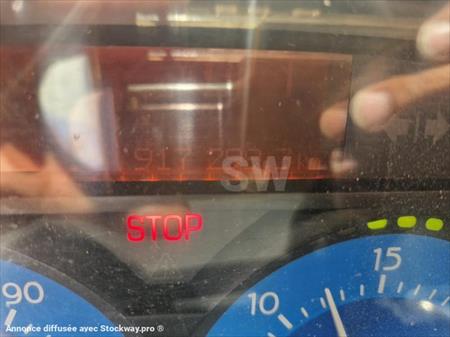 SW
STOP
15
90
10
Annonce diffusée avec Stockway.pro ®